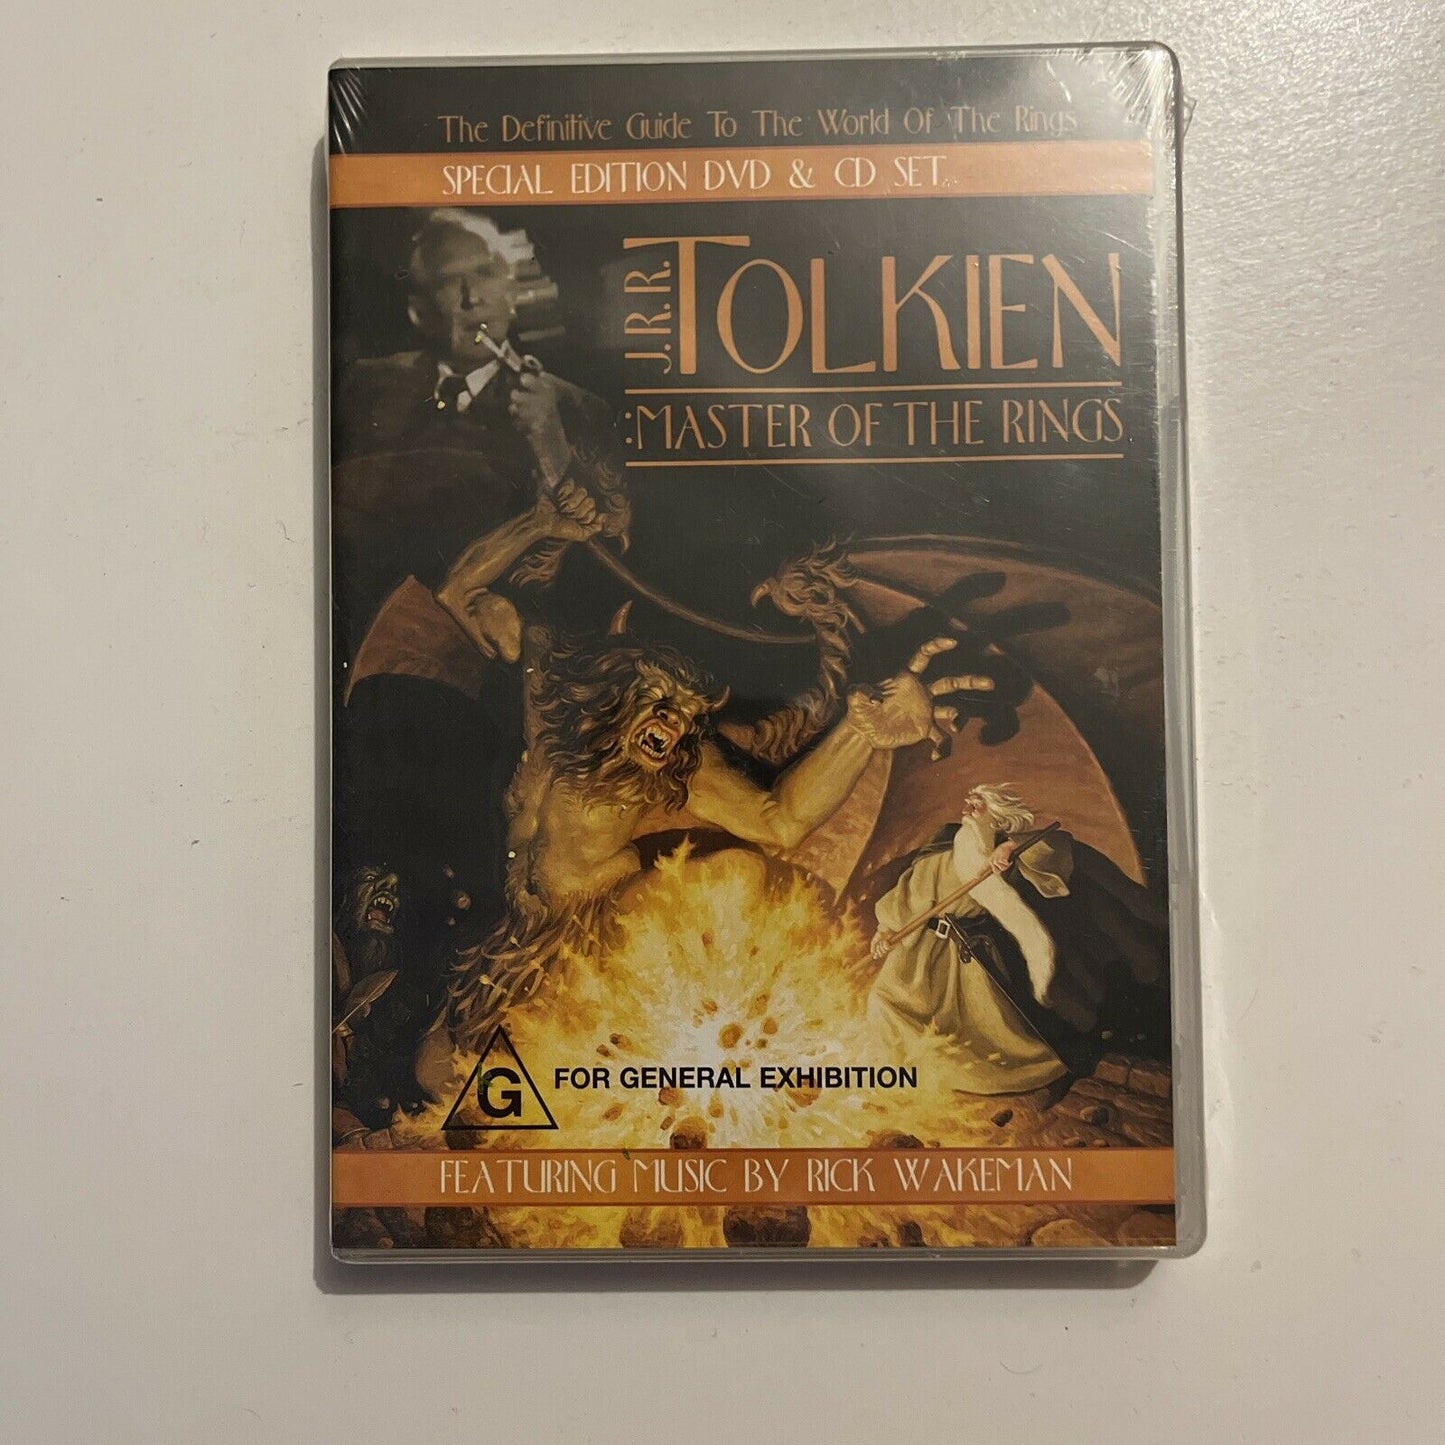 The Definitive Guide To The World Of The Rings
SPECIAL EDITION DVD & CD SET
J.R.R. TOLKIEN
:MASTER OF THE RINGS
G FOR GENERAL EXHIBITION
FEATURING MUSIC BY RICK WAKEMAN